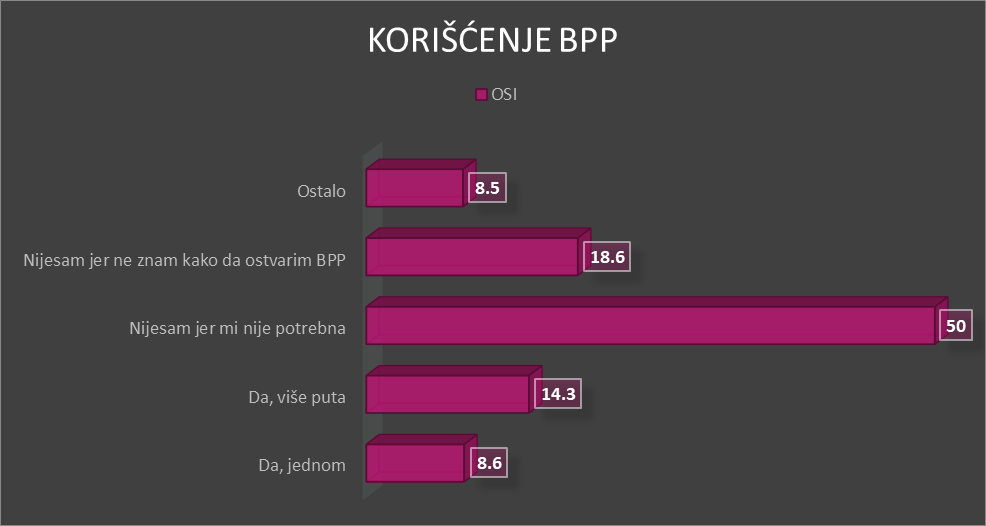 KORIŠĆENJE BPP
OSI
Ostalo
8.5
Nijesam jer ne znam kako da ostvarim BPP
18.6
Nijesam jer mi nije potrebna
50
Da, više puta
14.3
Da, jednom
8.6